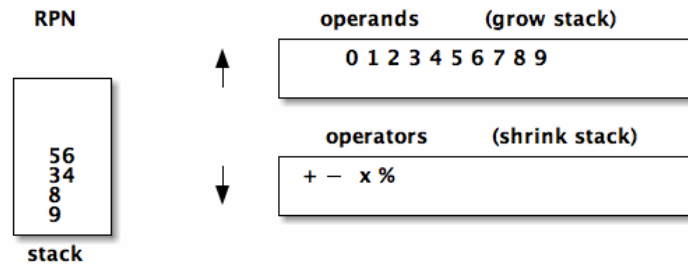 RPN
operands (grow stack)
0 1 2 3 4 5 6 7 8 9
operators (shrink stack)
+ − x %
56
34
8
9
stack